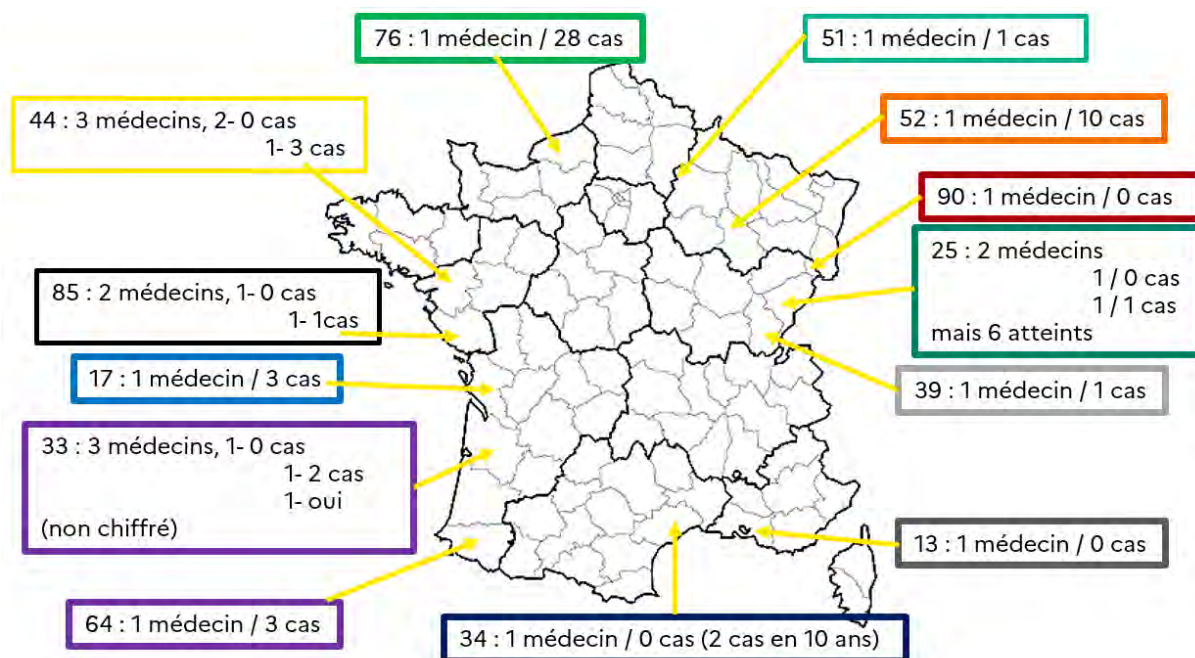 76 : 1 médecin / 28 cas
51 : 1 médecin / 1 cas
44 : 3 médecins, 2- 0 cas
1- 3 cas
52 : 1 médecin / 10 cas
90 : 1 médecin / 0 cas
25 : 2 médecins
1 / 0 cas
1 / 1 cas
mais 6 atteints
85 : 2 médecins, 1- 0 cas
1- 1cas
17 : 1 médecin / 3 cas
39 : 1 médecin / 1 cas
33 : 3 médecins, 1- 0 cas
1- 2 cas
1- oui
(non chiffré)
13 : 1 médecin / 0 cas
64 : 1 médecin / 3 cas
34 : 1 médecin / 0 cas (2 cas en 10 ans)